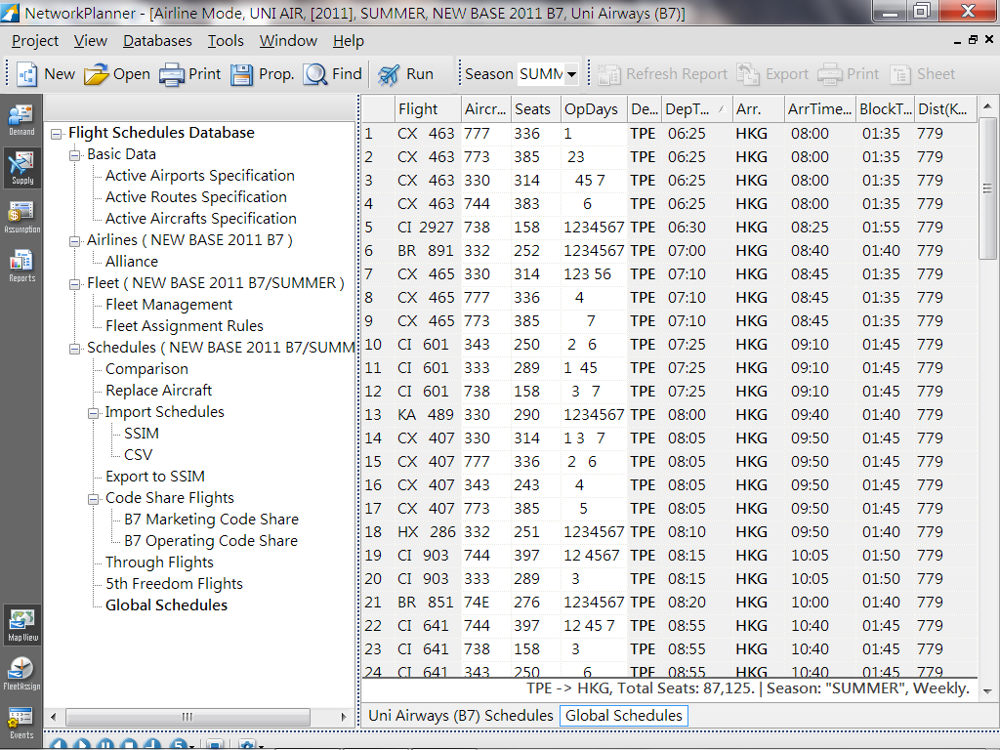 NetworkPlanner - [Airline Mode, UNI AIR, [2011], SUMMER, NEW BASE 2011 B7, Uni Airways (B7)]
Project View Databases Tools Window Help
New Open Print Prop. Find Run Season SUMM Refresh Report Export Print Sheet
Demand
Supply
Assumption
Reports
Map View
FleetAssign
Events
Flight Schedules Database
Basic Data
Active Airports Specification
Active Routes Specification
Active Aircrafts Specification
Airlines ( NEW BASE 2011 B7 )
Alliance
Fleet ( NEW BASE 2011 B7/SUMMER )
Fleet Management
Fleet Assignment Rules
Schedules ( NEW BASE 2011 B7/SUMM
Comparison
Replace Aircraft
Import Schedules
SSIM
CSV
Export to SSIM
Code Share Flights
B7 Marketing Code Share
B7 Operating Code Share
Through Flights
5th Freedom Flights
Global Schedules
Flight Aircr... Seats OpDays De... DepT... Arr. ArrTime... BlockT... Dist(K...
1 CX 463 777 336 1 TPE 06:25 HKG 08:00 01:35 779
2 CX 463 773 385 23 TPE 06:25 HKG 08:00 01:35 779
3 CX 463 330 314 45 7 TPE 06:25 HKG 08:00 01:35 779
4 CX 463 744 383 6 TPE 06:25 HKG 08:00 01:35 779
5 CI 2927 738 158 1234567 TPE 06:30 HKG 08:25 01:55 779
6 BR 891 332 252 1234567 TPE 07:00 HKG 08:40 01:40 779
7 CX 465 330 314 123 56 TPE 07:10 HKG 08:45 01:35 779
8 CX 465 777 336 4 TPE 07:10 HKG 08:45 01:35 779
9 CX 465 773 385 7 TPE 07:10 HKG 08:45 01:35 779
10 CI 601 343 250 2 6 TPE 07:25 HKG 09:10 01:45 779
11 CI 601 333 289 1 45 TPE 07:25 HKG 09:10 01:45 779
12 CI 601 738 158 3 7 TPE 07:25 HKG 09:10 01:45 779
13 KA 489 330 290 1234567 TPE 08:00 HKG 09:40 01:40 779
14 CX 407 330 314 1 3 7 TPE 08:05 HKG 09:50 01:45 779
15 CX 407 777 336 2 6 TPE 08:05 HKG 09:50 01:45 779
16 CX 407 343 243 4 TPE 08:05 HKG 09:50 01:45 779
17 CX 407 773 385 5 TPE 08:05 HKG 09:50 01:45 779
18 HX 286 332 251 1234567 TPE 08:10 HKG 09:50 01:40 779
19 CI 903 744 397 12 4567 TPE 08:15 HKG 10:05 01:50 779
20 CI 903 333 289 3 TPE 08:15 HKG 10:05 01:50 779
21 BR 851 74E 276 1234567 TPE 08:20 HKG 10:00 01:40 779
22 CI 641 744 397 12 45 7 TPE 08:55 HKG 10:40 01:45 779
23 CI 641 738 158 3 TPE 08:55 HKG 10:40 01:45 779
24 CI 641 343 250 6 TPE 08:55 HKG 10:40 01:45 779
TPE -> HKG, Total Seats: 87,125. | Season: "SUMMER", Weekly.
Uni Airways (B7) Schedules Global Schedules